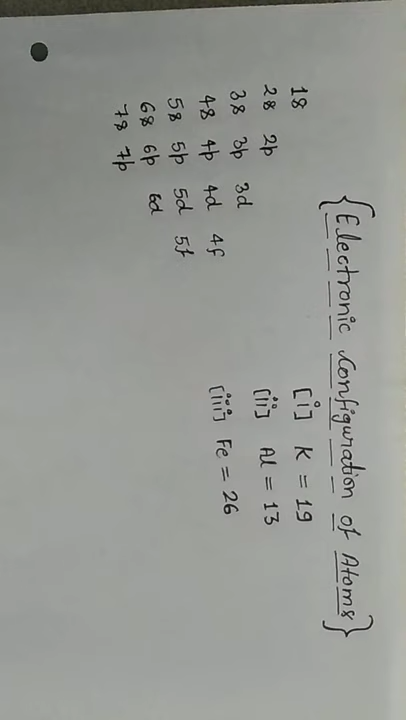 {Electronic Configuration of Atoms}
1s
2s 2p
3s 3p 3d
4s 4p 4d 4f
5s 5p 5d 5f
6s 6p 6d
7s 7p
[i] K = 19
[ii] Al = 13
[iii] Fe = 26